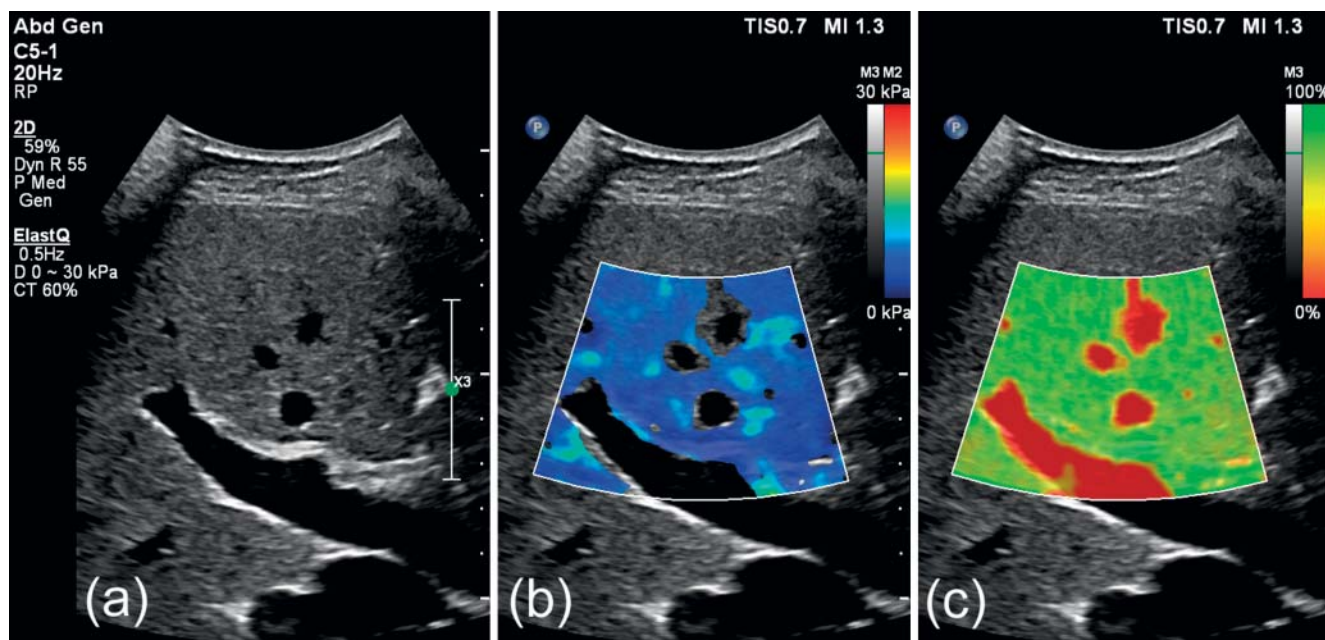 Abd Gen
C5-1
20Hz
RP
2D
59%
Dyn R 55
P Med
Gen
ElastQ
0.5Hz
D 0 ~ 30 kPa
CT 60%
X3
(a)
TIS0.7 MI 1.3
M3 M2
30 kPa
P
0 kPa
(b)
TIS0.7 MI 1.3
M3
100%
P
0%
(c)